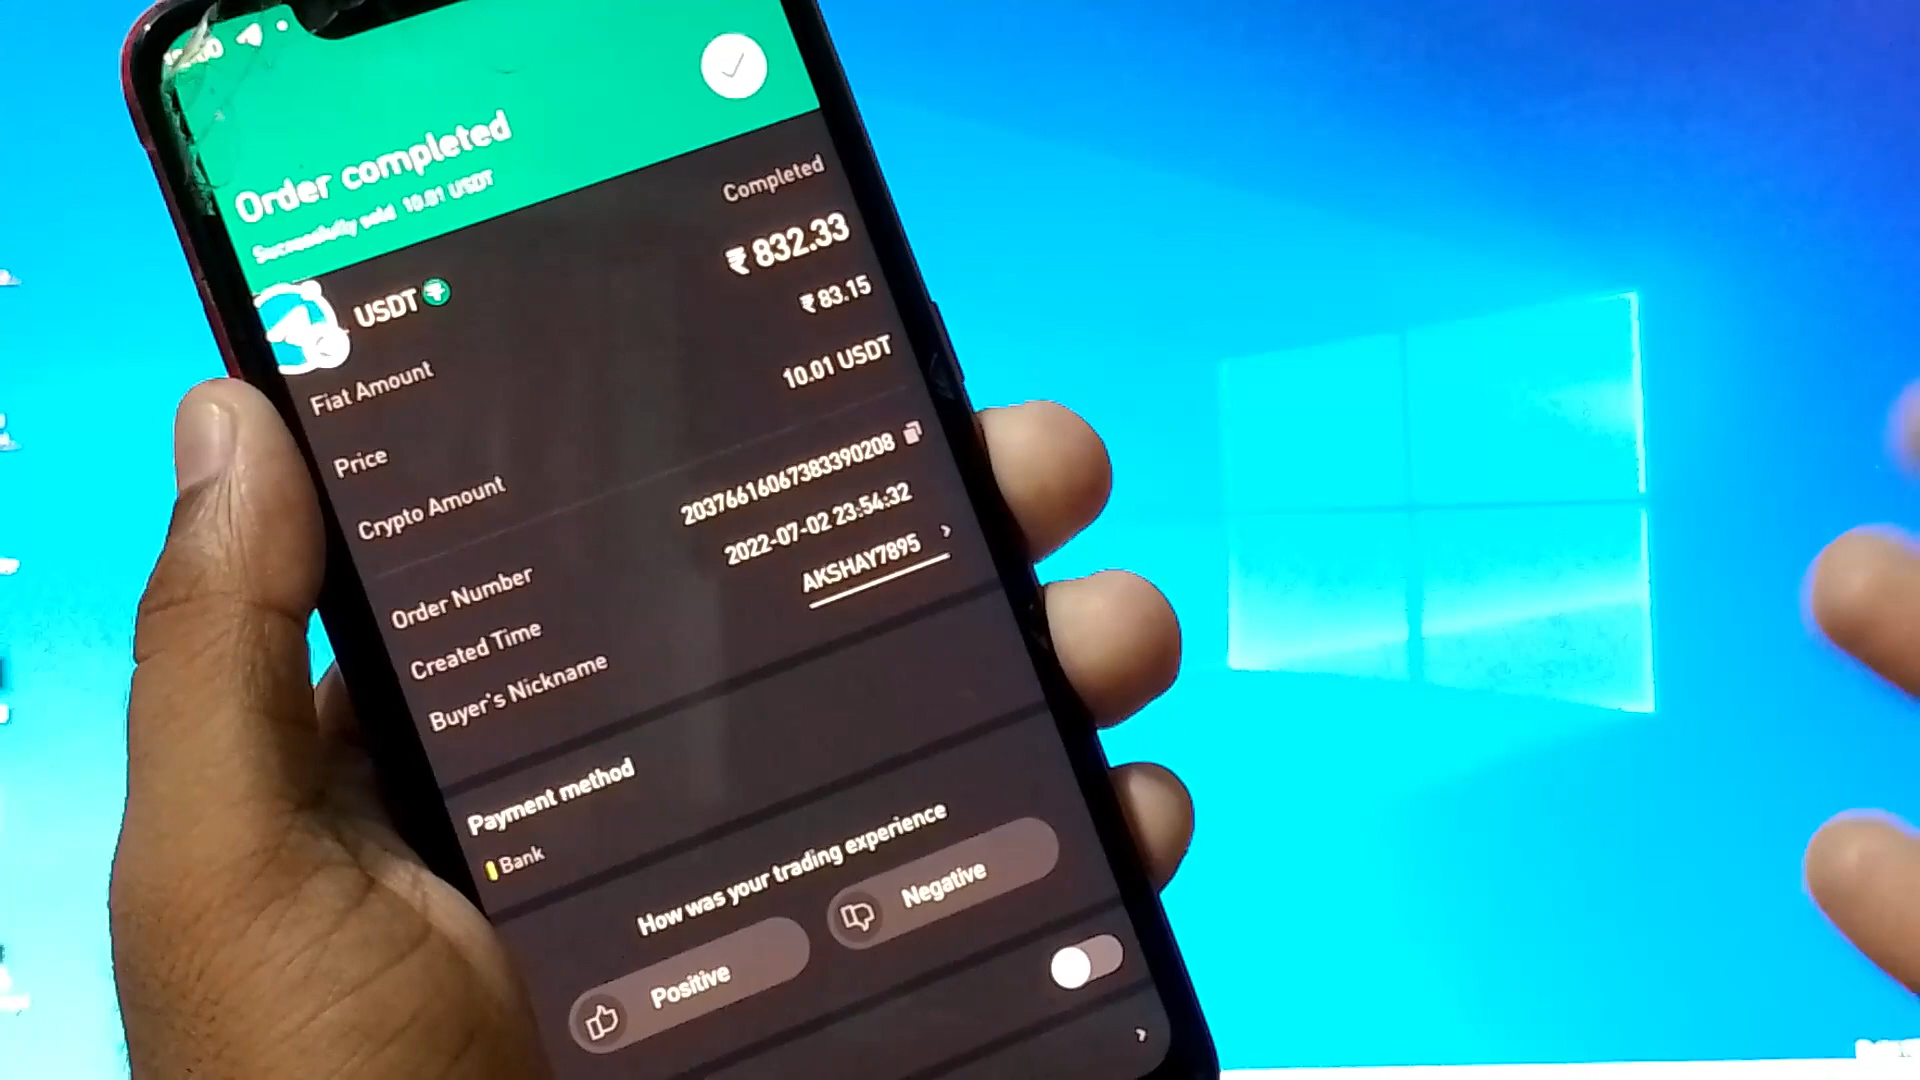 Order completed
Successfully sold 10.01 USDT
USDT
Completed
Fiat Amount ₹ 832.33
Price ₹ 83.15
Crypto Amount 10.01 USDT
Order Number 20376616067383390208
Created Time 2022-07-02 23:54:32
Buyer's Nickname AKSHAY7895
Payment method
Bank
How was your trading experience
Positive
Negative